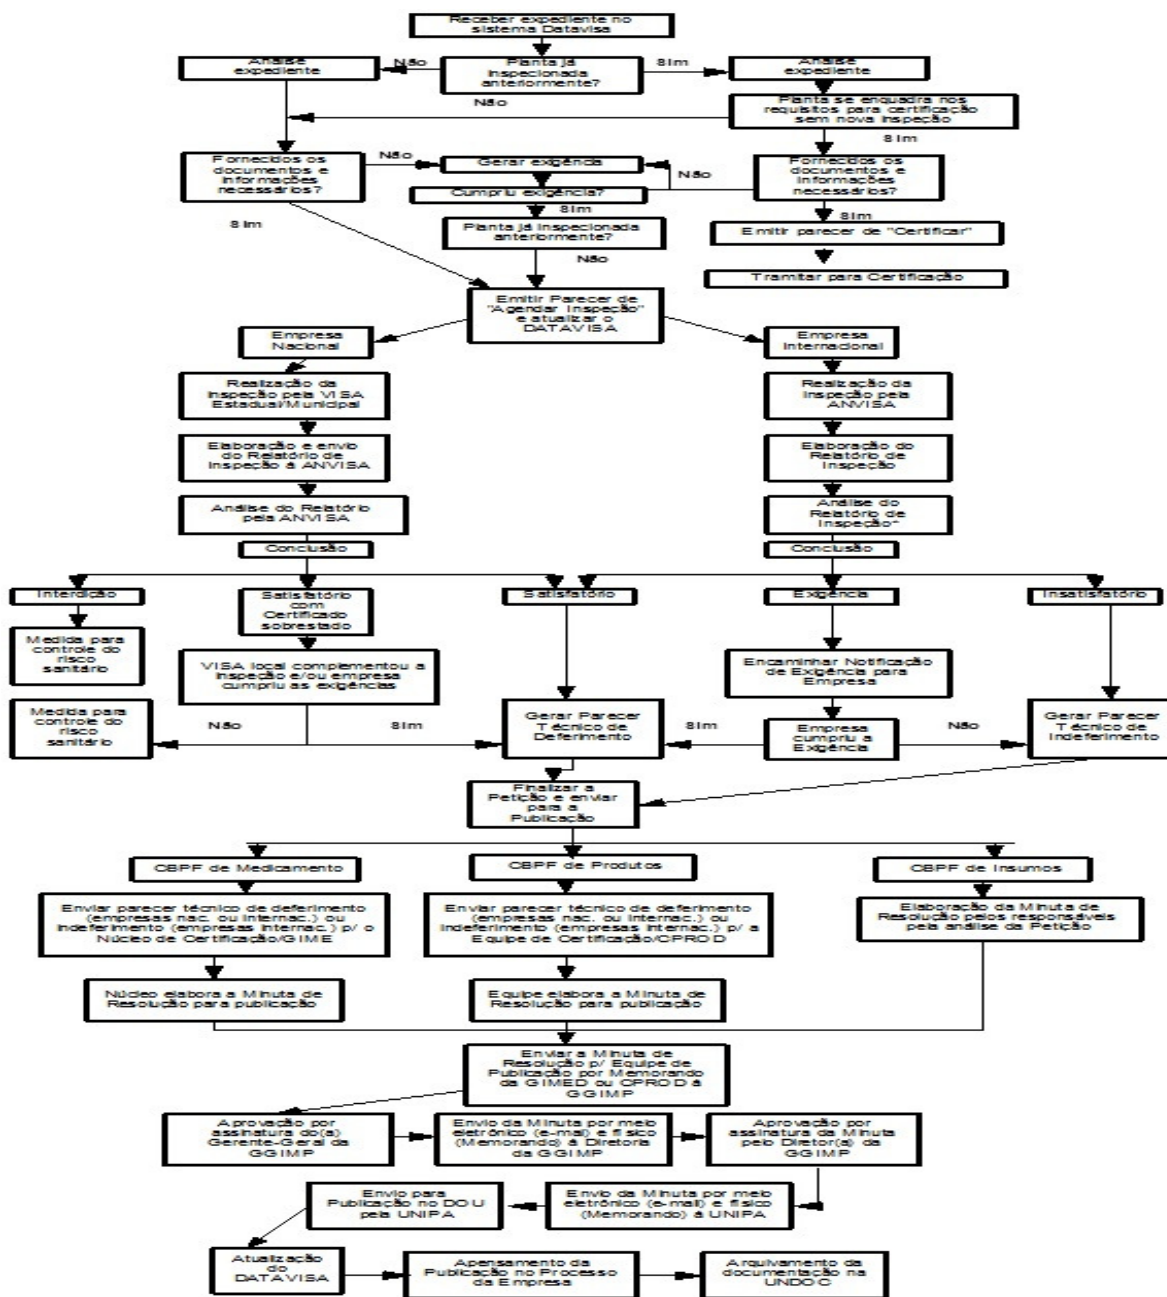 Receber expediente no
sistema Datavisa
Análise
expediente
Não
Planta já
inspecionada
anteriormente?
Sim
Análise
expediente
Não
Planta se enquadra nos
requisitos para certificação
sem nova inspeção
Sim
Fornecidos os
documentos e
informações
necessários?
Não
Gerar exigência
Não
Fornecidos os
documentos e
informações
necessários?
Cumpriu exigência?
Sim
Sim
Sim
Planta já inspecionada
anteriormente?
Emitir parecer de "Certificar"
Não
Tramitar para Certificação
Emitir Parecer de
"Agendar Inspeção"
e atualizar o
DATAVISA
Empresa
Nacional
Empresa
Internacional
Realização da
Inspeção pela VISA
Estadual/Municipal
Realização da
Inspeção pela
ANVISA
Elaboração e envio
do Relatório de
Inspeção à ANVISA
Elaboração do
Relatório de
Inspeção
Análise do Relatório
pela ANVISA
Análise do
Relatório de
Inspeção*
Conclusão
Conclusão
Interdição
Satisfatório
com
Certificado
sobrestado
Satisfatório
Exigência
Insatisfatório
Medida para
controle do
risco
sanitário
VISA local complementou a
inspeção e/ou empresa
cumpriu as exigências
Encaminhar Notificação
de Exigência para
Empresa
Medida para
controle do
risco
sanitário
Não
Sim
Gerar Parecer
Técnico de
Deferimento
Sim
Empresa
cumpriu a
Exigência
Não
Gerar Parecer
Técnico de
Indeferimento
Finalizar a
Petição e enviar
para a
Publicação
CBPF de Medicamento
CBPF de Produtos
CBPF de Insumos
Enviar parecer técnico de deferimento
(empresas nac. ou internac.) ou
Indeferimento (empresas internac.) p/ o
Núcleo de Certificação/GIME
Enviar parecer técnico de deferimento
(empresas nac. ou internac.) ou
Indeferimento (empresas internac.) p/ a
Equipe de Certificação/CPROD
Elaboração da Minuta de
Resolução pelos responsáveis
pela análise da Petição
Núcleo elabora a Minuta de
Resolução para publicação
Equipe elabora a Minuta de
Resolução para publicação
Enviar a Minuta de
Resolução p/ Equipe de
Publicação por Memorando
da GIMED ou CPROD à
GGIMP
Aprovação por
assinatura do(a)
Gerente-Geral da
GGIMP
Envio da Minuta por meio
eletrônico (e-mail) e físico
(Memorando) à Diretoria
da GGIMP
Aprovação por
assinatura da Minuta
pelo Diretor(a) da
GGIMP
Envio para
Publicação no DOU
pela UNIPA
Envio da Minuta por meio
eletrônico (e-mail) e físico
(Memorando) à UNIPA
Atualização
do
DATAVISA
Apensamento da
Publicação no Processo
da Empresa
Arquivamento da
documentação na
UNDOC